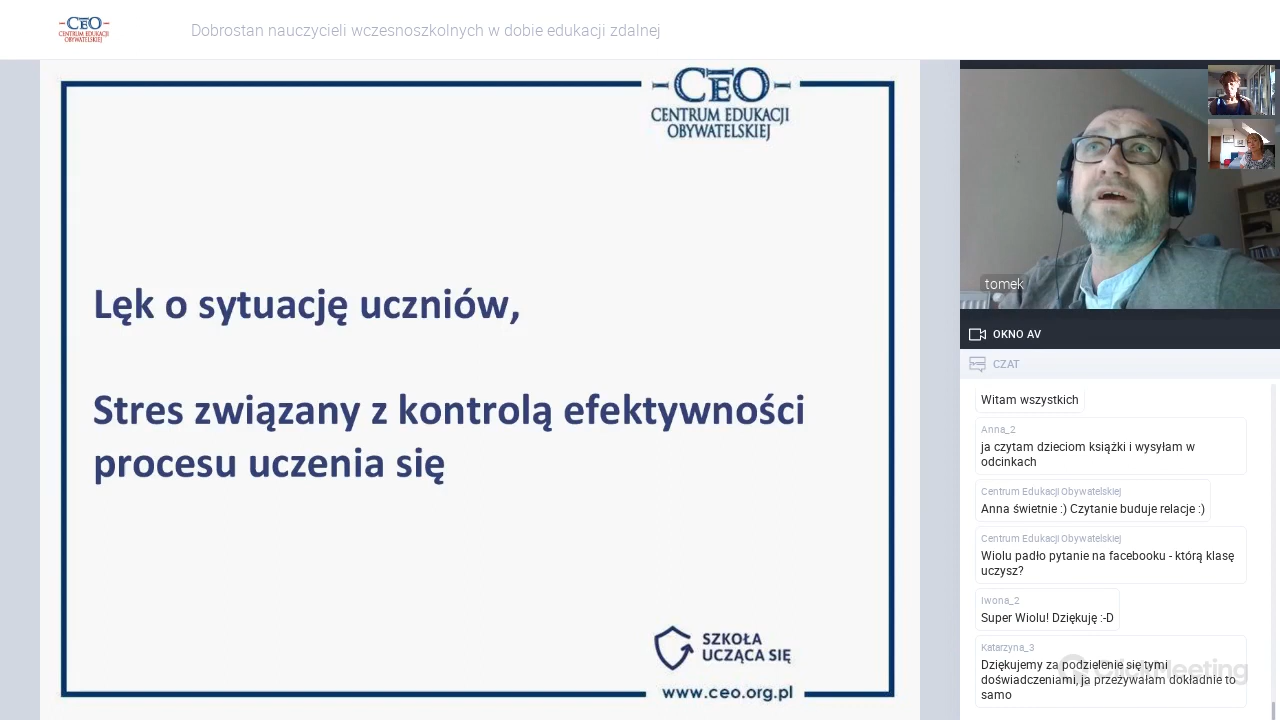 CEO
CENTRUM EDUKACJI
OBYWATELSKIEJ
Dobrostan nauczycieli wczesnoszkolnych w dobie edukacji zdalnej
CEO
CENTRUM EDUKACJI
OBYWATELSKIEJ
Lęk o sytuację uczniów,
Stres związany z kontrolą efektywności
procesu uczenia się
SZKOŁA
UCZĄCA SIĘ
www.ceo.org.pl
tomek
OKNO AV
CZAT
Witam wszystkich
Anna_2
ja czytam dzieciom książki i wysyłam w
odcinkach
Centrum Edukacji Obywatelskiej
Anna świetnie :) Czytanie buduje relacje :)
Centrum Edukacji Obywatelskiej
Wiolu padło pytanie na facebooku - którą klasę
uczysz?
Iwona_2
Super Wiolu! Dziękuję :-D
Katarzyna_3
Dziękujemy za podzielenie się tymi
doświadczeniami, ja przeżywałam dokładnie to
samo